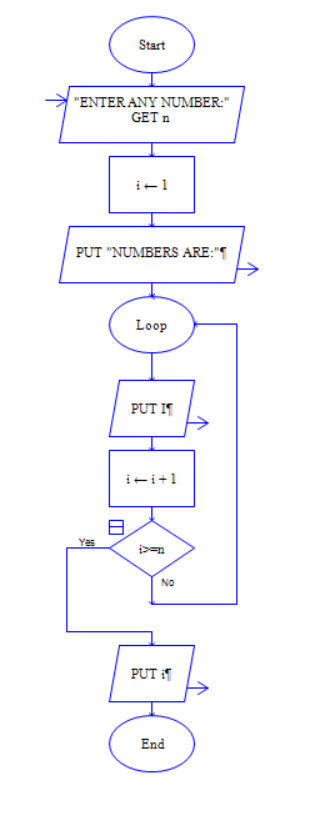 Start
"ENTER ANY NUMBER:"
GET n
i ← 1
PUT "NUMBERS ARE:"¶
Loop
PUT I¶
i ← i + 1
Yes
i>=n
No
PUT i¶
End